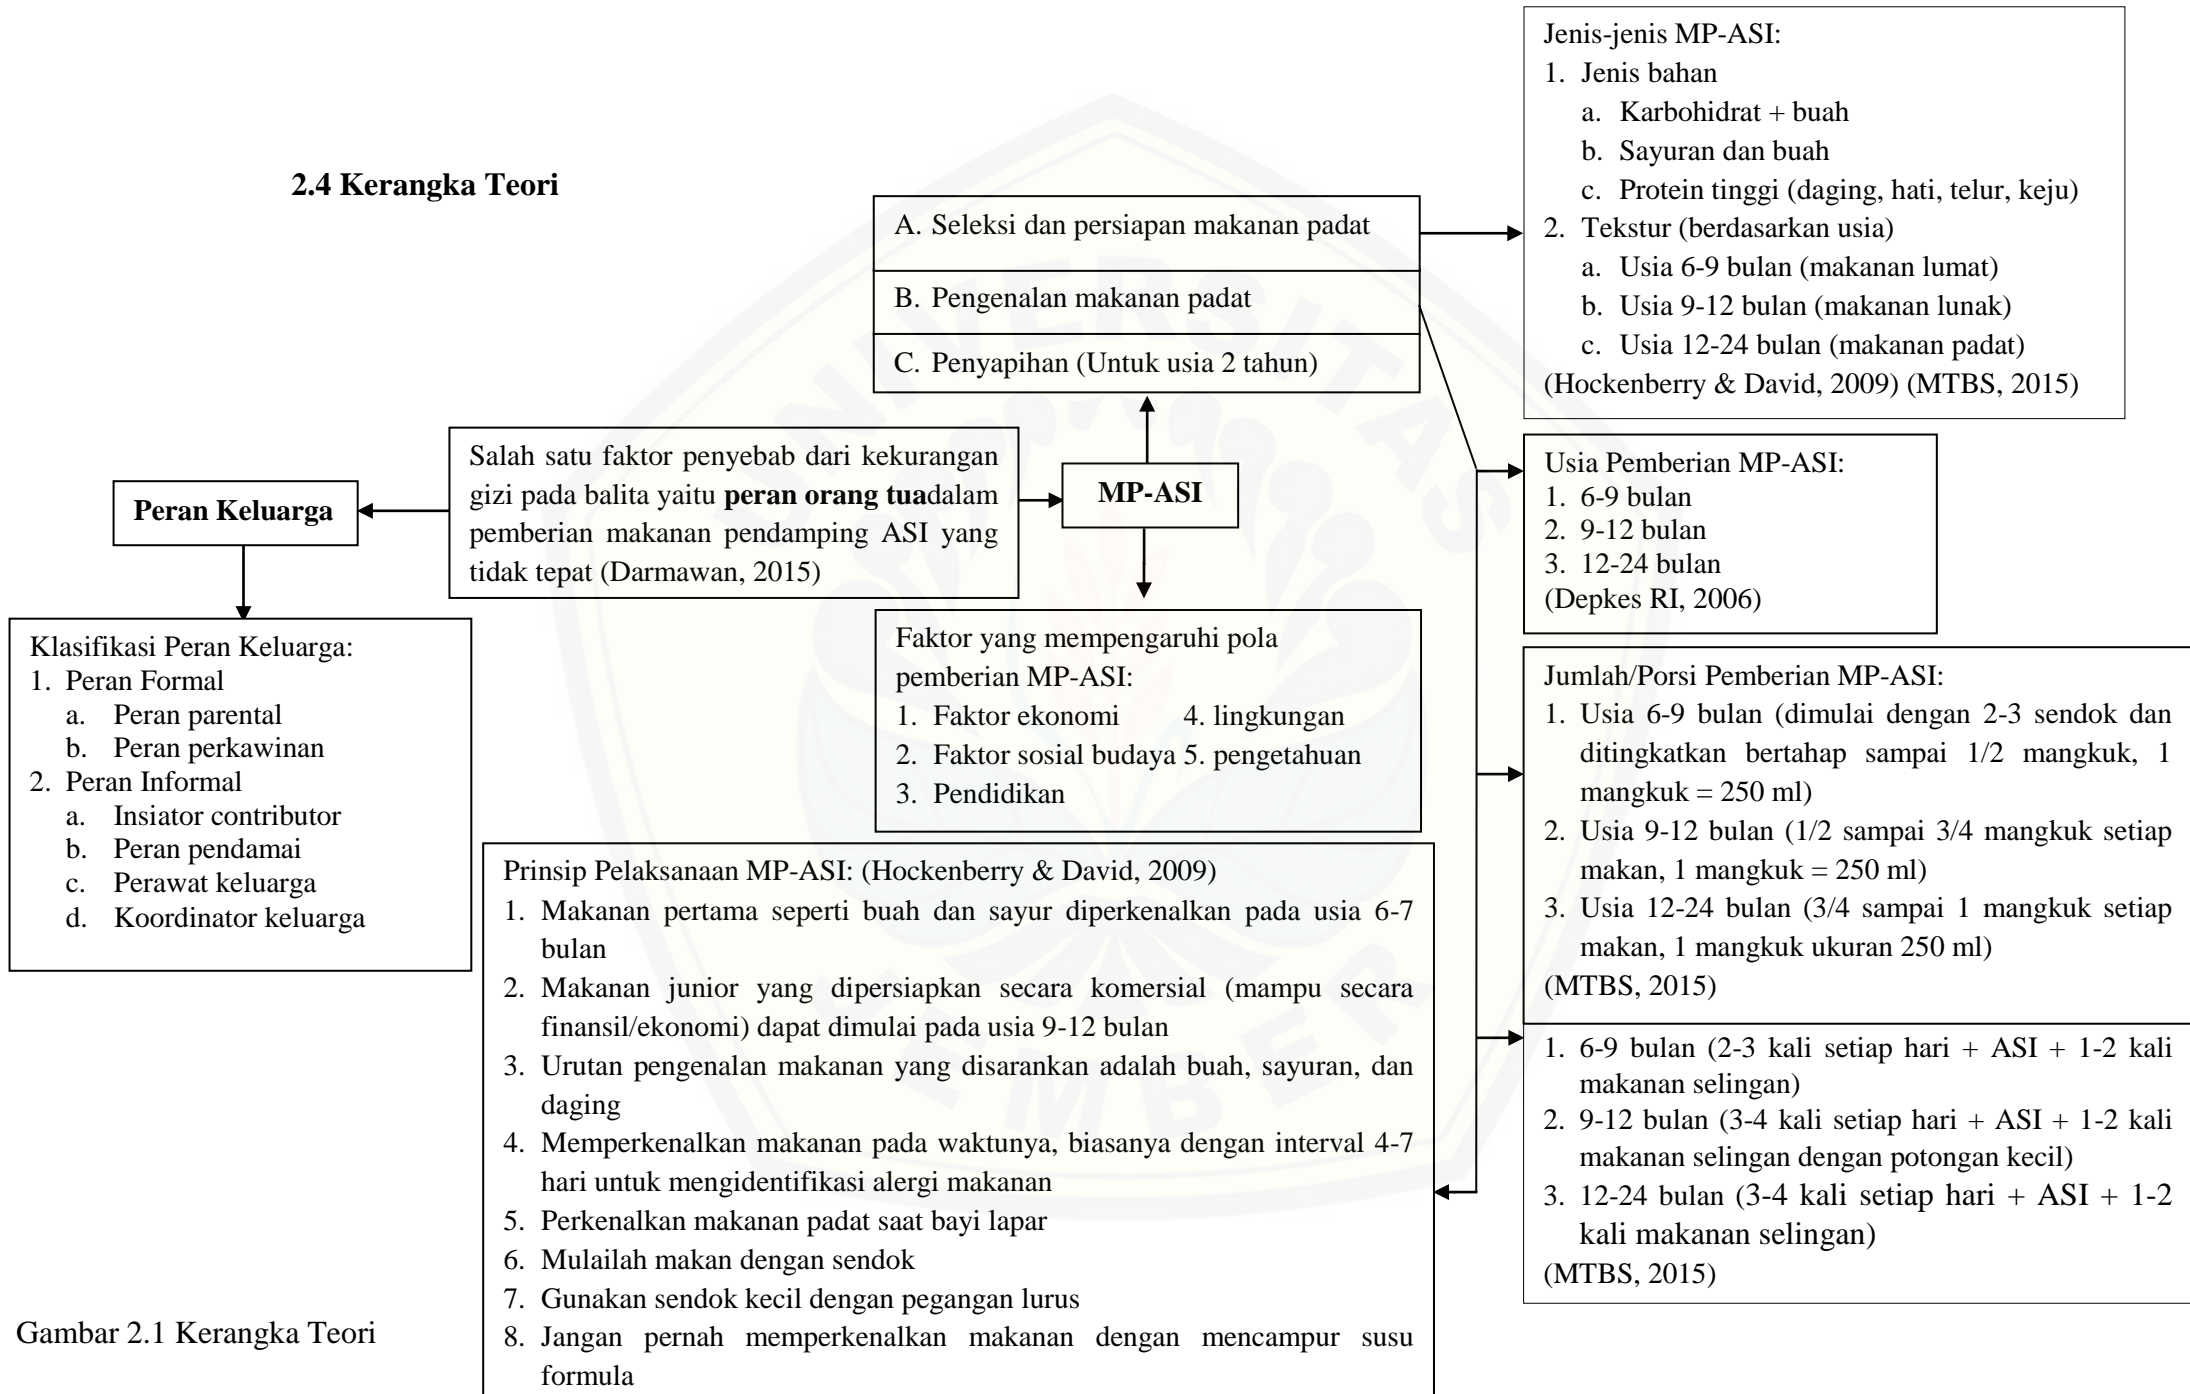 2.4 Kerangka Teori
A. Seleksi dan persiapan makanan padat
B. Pengenalan makanan padat
C. Penyapihan (Untuk usia 2 tahun)
Jenis-jenis MP-ASI:
1. Jenis bahan
a. Karbohidrat + buah
b. Sayuran dan buah
c. Protein tinggi (daging, hati, telur, keju)
2. Tekstur (berdasarkan usia)
a. Usia 6-9 bulan (makanan lumat)
b. Usia 9-12 bulan (makanan lunak)
c. Usia 12-24 bulan (makanan padat)
(Hockenberry & David, 2009) (MTBS, 2015)
Peran Keluarga
Salah satu faktor penyebab dari kekurangan
gizi pada balita yaitu peran orang tuadalam
pemberian makanan pendamping ASI yang
tidak tepat (Darmawan, 2015)
MP-ASI
Usia Pemberian MP-ASI:
1. 6-9 bulan
2. 9-12 bulan
3. 12-24 bulan
(Depkes RI, 2006)
Klasifikasi Peran Keluarga:
1. Peran Formal
a. Peran parental
b. Peran perkawinan
2. Peran Informal
a. Insiator contributor
b. Peran pendamai
c. Perawat keluarga
d. Koordinator keluarga
Faktor yang mempengaruhi pola
pemberian MP-ASI:
1. Faktor ekonomi 4. lingkungan
2. Faktor sosial budaya 5. pengetahuan
3. Pendidikan
Jumlah/Porsi Pemberian MP-ASI:
1. Usia 6-9 bulan (dimulai dengan 2-3 sendok dan
ditingkatkan bertahap sampai 1/2 mangkuk, 1
mangkuk = 250 ml)
2. Usia 9-12 bulan (1/2 sampai 3/4 mangkuk setiap
makan, 1 mangkuk = 250 ml)
3. Usia 12-24 bulan (3/4 sampai 1 mangkuk setiap
makan, 1 mangkuk ukuran 250 ml)
(MTBS, 2015)
1. 6-9 bulan (2-3 kali setiap hari + ASI + 1-2 kali
makanan selingan)
2. 9-12 bulan (3-4 kali setiap hari + ASI + 1-2 kali
makanan selingan dengan potongan kecil)
3. 12-24 bulan (3-4 kali setiap hari + ASI + 1-2
kali makanan selingan)
(MTBS, 2015)
Prinsip Pelaksanaan MP-ASI: (Hockenberry & David, 2009)
1. Makanan pertama seperti buah dan sayur diperkenalkan pada usia 6-7
bulan
2. Makanan junior yang dipersiapkan secara komersial (mampu secara
finansil/ekonomi) dapat dimulai pada usia 9-12 bulan
3. Urutan pengenalan makanan yang disarankan adalah buah, sayuran, dan
daging
4. Memperkenalkan makanan pada waktunya, biasanya dengan interval 4-7
hari untuk mengidentifikasi alergi makanan
5. Perkenalkan makanan padat saat bayi lapar
6. Mulailah makan dengan sendok
7. Gunakan sendok kecil dengan pegangan lurus
8. Jangan pernah memperkenalkan makanan dengan mencampur susu
formula
Gambar 2.1 Kerangka Teori
UNIVERSITAS
JEMBER